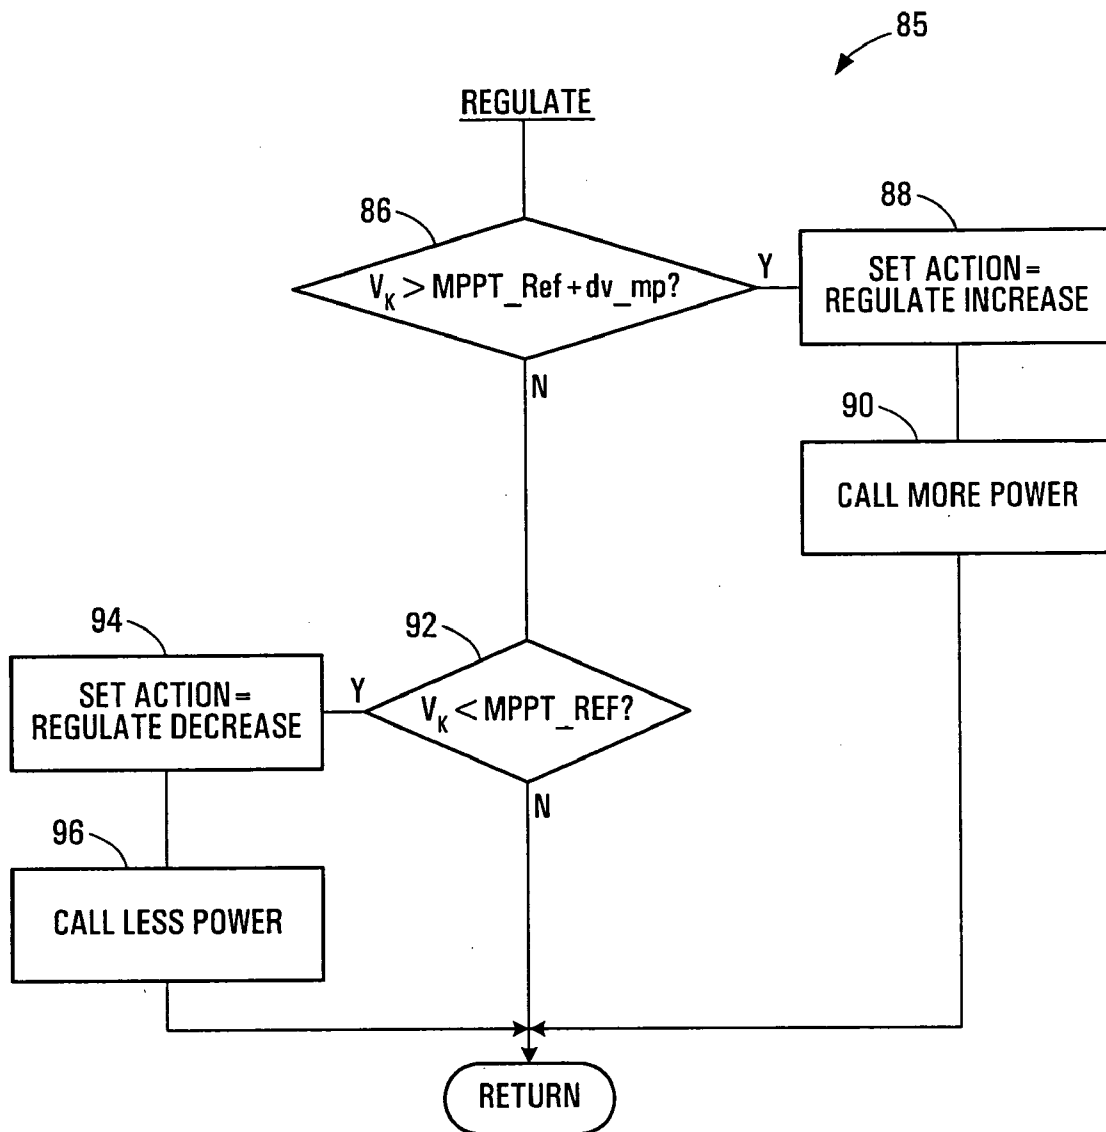 85
REGULATE
86
V_K > MPPT_Ref+dv_mp?
Y
N
88
SET ACTION=
REGULATE INCREASE
90
CALL MORE POWER
92
V_K < MPPT_REF?
Y
N
94
SET ACTION=
REGULATE DECREASE
96
CALL LESS POWER
RETURN